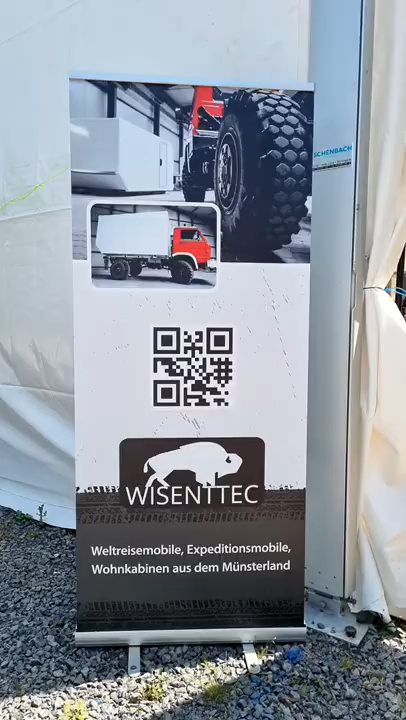 SCHENBACH
WISENTTEC
Weltreisemobile, Expeditionsmobile,
Wohnkabinen aus dem Münsterland